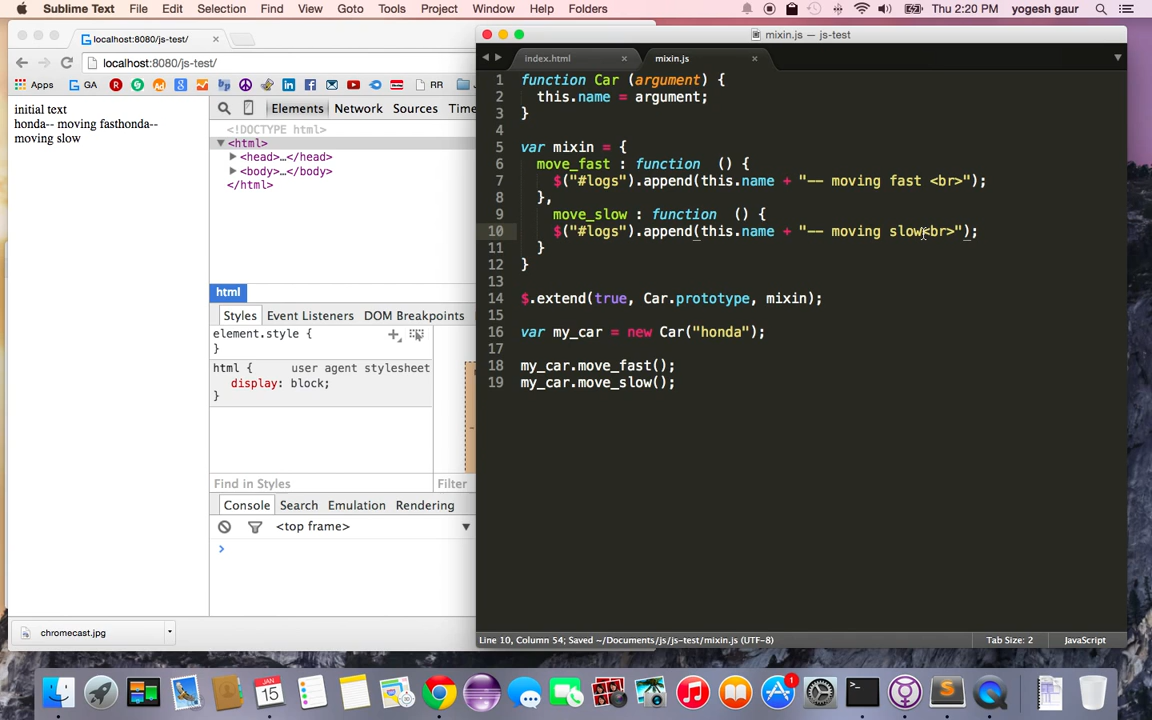 Sublime Text File Edit Selection Find View Goto Tools Project Window Help Folders Thu 2:20 PM yogesh gaur
localhost:8080/js-test/
localhost:8080/js-test/
Apps GA RR
initial text
honda-- moving fasthonda--
moving slow
Elements Network Sources Time
<!DOCTYPE html>
<html>
<head>…</head>
<body>…</body>
</html>
html
Styles Event Listeners DOM Breakpoints
element.style {
}
html { user agent stylesheet
display: block;
}
Find in Styles Filter
Console Search Emulation Rendering
<top frame>
chromecast.jpg
mixin.js — js-test
index.html mixin.js
1 function Car (argument) {
2 this.name = argument;
3 }
4
5 var mixin = {
6 move_fast : function () {
7 $("#logs").append(this.name + "-- moving fast <br>");
8 },
9 move_slow : function () {
10 $("#logs").append(this.name + "-- moving slow<br>");
11 }
12 }
13
14 $.extend(true, Car.prototype, mixin);
15
16 var my_car = new Car("honda");
17
18 my_car.move_fast();
19 my_car.move_slow();
Line 10, Column 54; Saved ~/Documents/js/js-test/mixin.js (UTF-8) Tab Size: 2 JavaScript
JAN
15
1